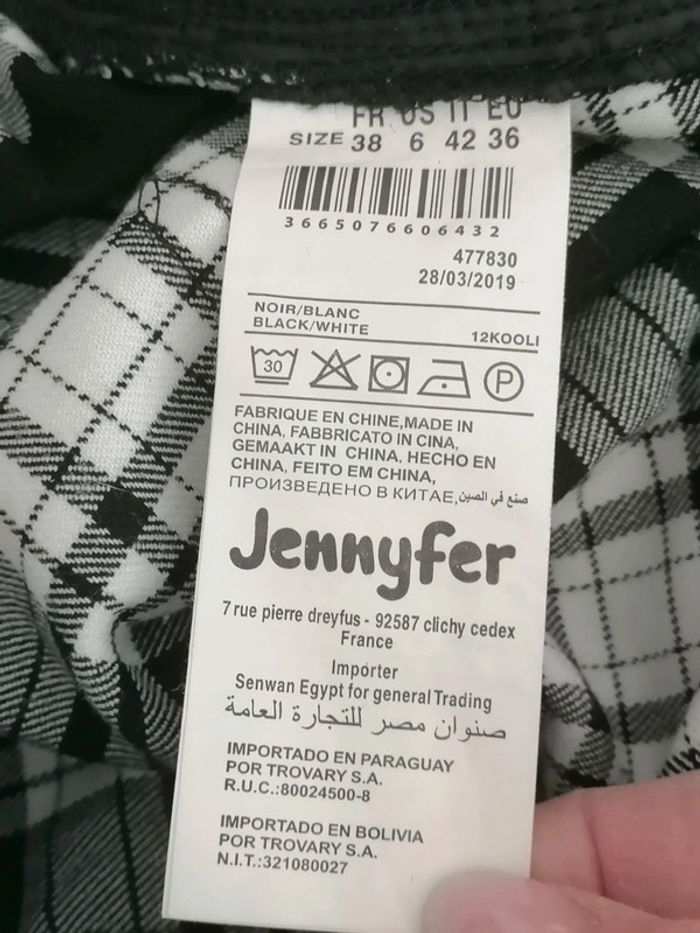 FR US IT EU
SIZE 38 6 42 36
3665076606432
477830
28/03/2019
NOIR/BLANC
BLACK/WHITE 12KOOLI
30 P
FABRIQUE EN CHINE,MADE IN
CHINA, FABBRICATO IN CINA,
GEMAAKT IN CHINA. HECHO EN
CHINA, FEITO EM CHINA,
ПРОИЗВЕДЕНО В КИТАЕ,صنع في الصين
Jennyfer
7 rue pierre dreyfus - 92587 clichy cedex
France
Importer
Senwan Egypt for general Trading
صنوان مصر للتجارة العامة
IMPORTADO EN PARAGUAY
POR TROVARY S.A.
R.U.C.:80024500-8
IMPORTADO EN BOLIVIA
POR TROVARY S.A.
N.I.T.:321080027